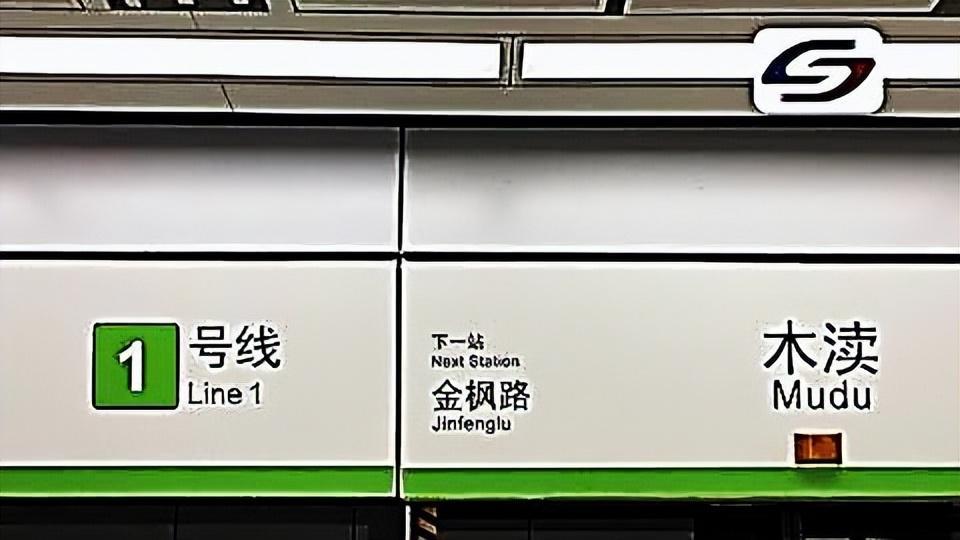 1
号线
Line 1
下一站
Next Station
金枫路
Jinfenglu
木渎
Mudu